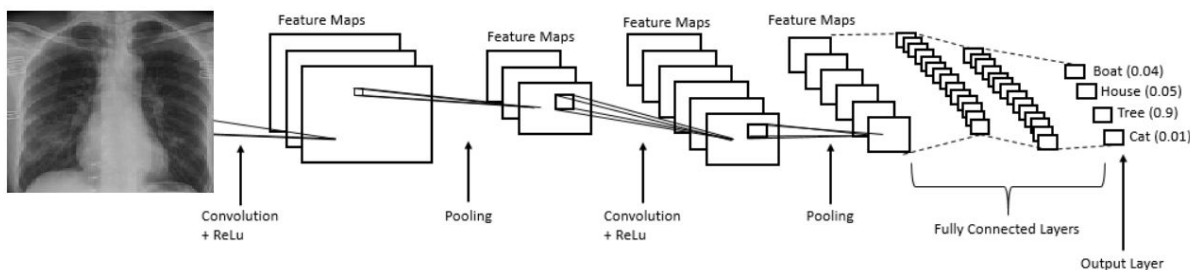 Feature Maps
Feature Maps
Feature Maps
Feature Maps
Boat (0.04)
House (0.05)
Tree (0.9)
Cat (0.01)
Convolution
+ ReLu
Pooling
Convolution
+ ReLu
Pooling
Fully Connected Layers
Output Layer